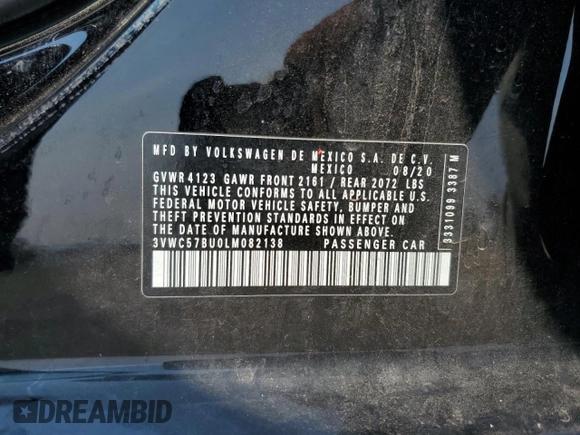 MFD BY VOLKSWAGEN DE MEXICO S.A. DE C.V.
MEXICO 08/20
GVWR 4123 GAWR FRONT 2161 / REAR 2072 LBS
THIS VEHICLE CONFORMS TO ALL APPLICABLE U.S.
FEDERAL MOTOR VEHICLE SAFETY, BUMPER AND
THEFT PREVENTION STANDARDS IN EFFECT ON
THE DATE OF MANUFACTURE SHOWN ABOVE.
3VWC57BU0LM082138 PASSENGER CAR
3331099 3387 M
DREAMBID